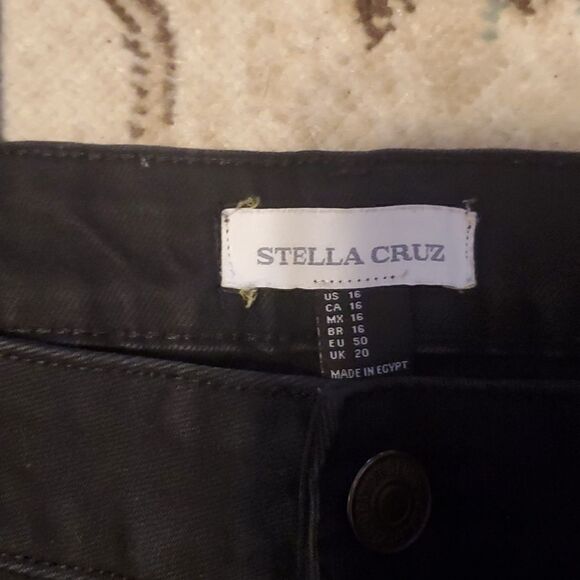 STELLA CRUZ
US 16
CA 16
MX 16
BR 16
EU 50
UK 20
MADE IN EGYPT